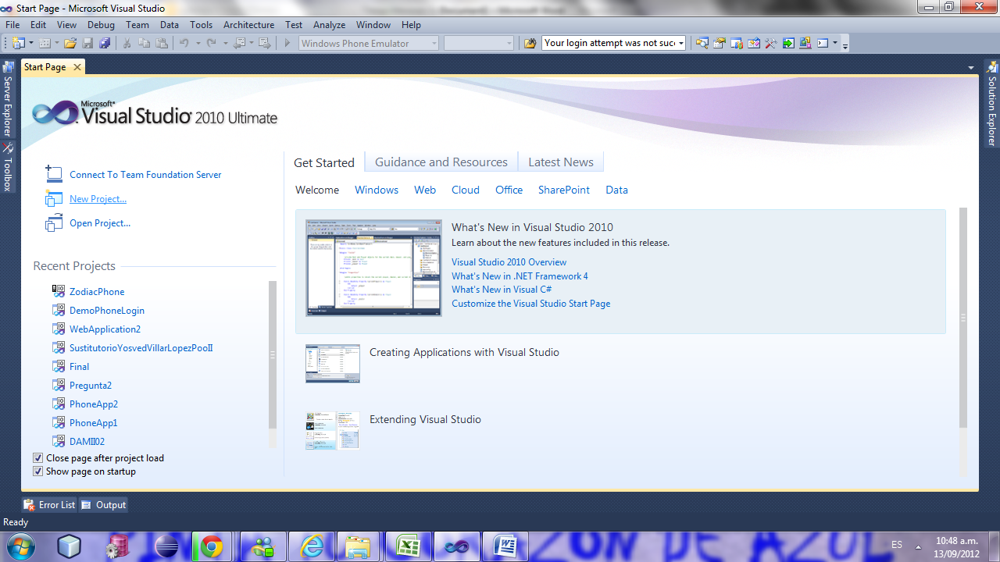 Start Page - Microsoft Visual Studio
File Edit View Debug Team Data Tools Architecture Test Analyze Window Help
Windows Phone Emulator
Your login attempt was not succ
Server Explorer
Toolbox
Start Page
Solution Explorer
Microsoft
Visual Studio 2010 Ultimate
Connect To Team Foundation Server
New Project...
Open Project...
Recent Projects
ZodiacPhone
DemoPhoneLogin
WebApplication2
SustitutorioYosvedVillarLopezPooII
Final
Pregunta2
PhoneApp2
PhoneApp1
DAMII02
Close page after project load
Show page on startup
Get Started Guidance and Resources Latest News
Welcome Windows Web Cloud Office SharePoint Data
What's New in Visual Studio 2010
Learn about the new features included in this release.
Visual Studio 2010 Overview
What's New in .NET Framework 4
What's New in Visual C#
Customize the Visual Studio Start Page
Creating Applications with Visual Studio
Extending Visual Studio
Error List Output
Ready
ES
10:48 a.m.
13/09/2012